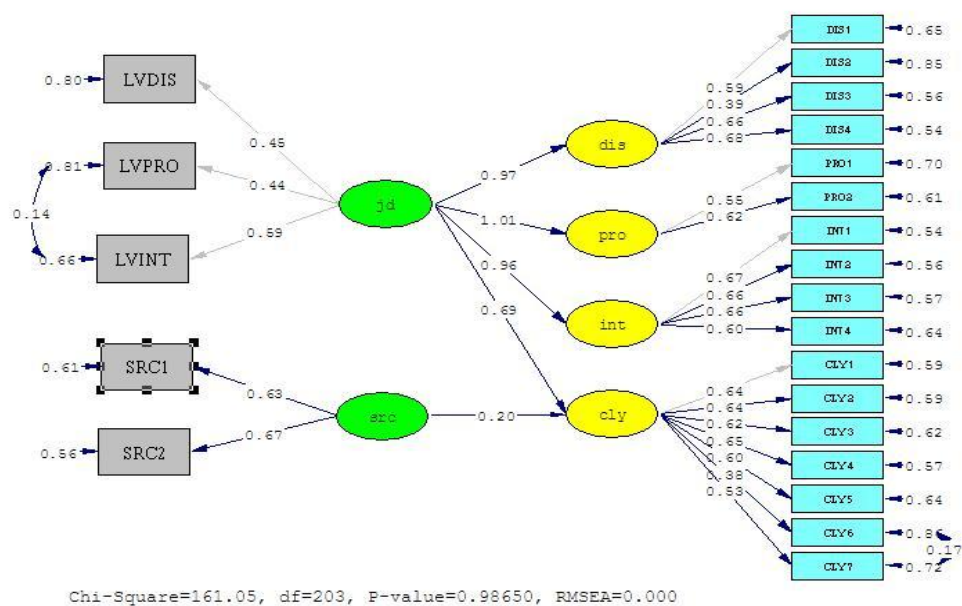 0.80 LVDIS
0.81 LVPRO
0.14
0.66 LVINT
0.61 SRC1
0.56 SRC2
0.45
0.44
0.59
jd
0.63
0.67
src
0.97
1.01
0.96
0.69
0.20
dis
pro
int
cly
0.59
0.39
0.66
0.68
0.55
0.62
0.67
0.66
0.66
0.60
0.64
0.64
0.62
0.65
0.60
0.38
0.53
DIS1 0.65
DIS2 0.85
DIS3 0.56
DIS4 0.54
PRO1 0.70
PRO2 0.61
INT1 0.54
INT2 0.56
INT3 0.57
INT4 0.64
CLY1 0.59
CLY2 0.59
CLY3 0.62
CLY4 0.57
CLY5 0.64
CLY6 0.86
0.17
CLY7 0.72
Chi-Square=161.05, df=203, P-value=0.98650, RMSEA=0.000